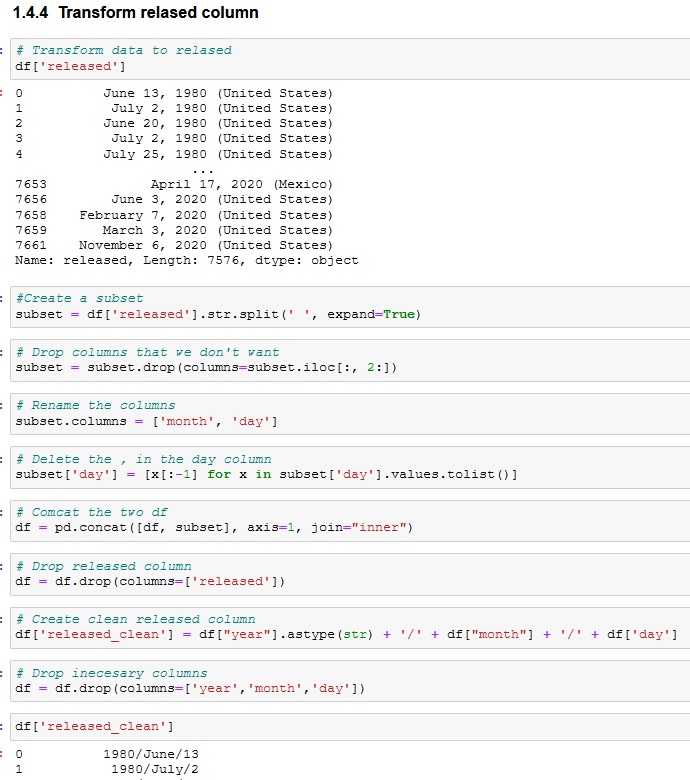 1.4.4 Transform relased column
# Transform data to relased
df['released']
0 June 13, 1980 (United States)
1 July 2, 1980 (United States)
2 June 20, 1980 (United States)
3 July 2, 1980 (United States)
4 July 25, 1980 (United States)
...
7653 April 17, 2020 (Mexico)
7656 June 3, 2020 (United States)
7658 February 7, 2020 (United States)
7659 March 3, 2020 (United States)
7661 November 6, 2020 (United States)
Name: released, Length: 7576, dtype: object
#Create a subset
subset = df['released'].str.split(' ', expand=True)
# Drop columns that we don't want
subset = subset.drop(columns=subset.iloc[:, 2:])
# Rename the columns
subset.columns = ['month', 'day']
# Delete the , in the day column
subset['day'] = [x[:-1] for x in subset['day'].values.tolist()]
# Comcat the two df
df = pd.concat([df, subset], axis=1, join="inner")
# Drop released column
df = df.drop(columns=['released'])
# Create clean released column
df['released_clean'] = df["year"].astype(str) + '/' + df["month"] + '/' + df['day']
# Drop inecesary columns
df = df.drop(columns=['year','month','day'])
df['released_clean']
0 1980/June/13
1 1980/July/2